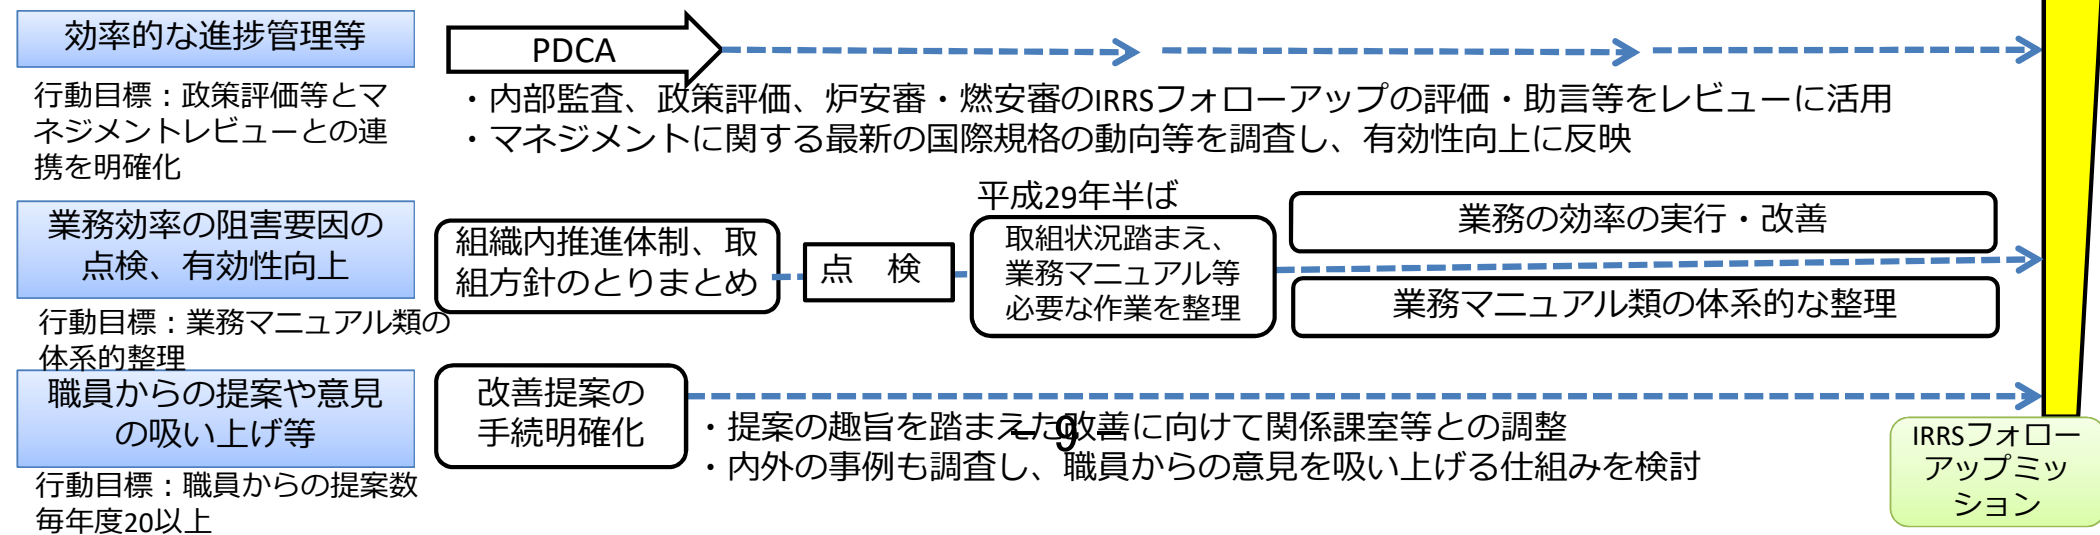 効率的な進捗管理等
PDCA
行動目標：政策評価等とマ
ネジメントレビューとの連
携を明確化
・内部監査、政策評価、炉安審・燃安審のIRRSフォローアップの評価・助言等をレビューに活用
・マネジメントに関する最新の国際規格の動向等を調査し、有効性向上に反映
業務効率の阻害要因の
点検、有効性向上
行動目標：業務マニュアル類の
体系的整理
組織内推進体制、取
組方針のとりまとめ
点　検
平成29年半ば
取組状況踏まえ、
業務マニュアル等
必要な作業を整理
業務の効率の実行・改善
業務マニュアル類の体系的な整理
職員からの提案や意見
の吸い上げ等
行動目標：職員からの提案数
毎年度20以上
改善提案の
手続明確化
・提案の趣旨を踏まえた改善に向けて関係課室等との調整
・内外の事例も調査し、職員からの意見を吸い上げる仕組みを検討
－ 9 －
IRRSフォロー
アップミッ
ション